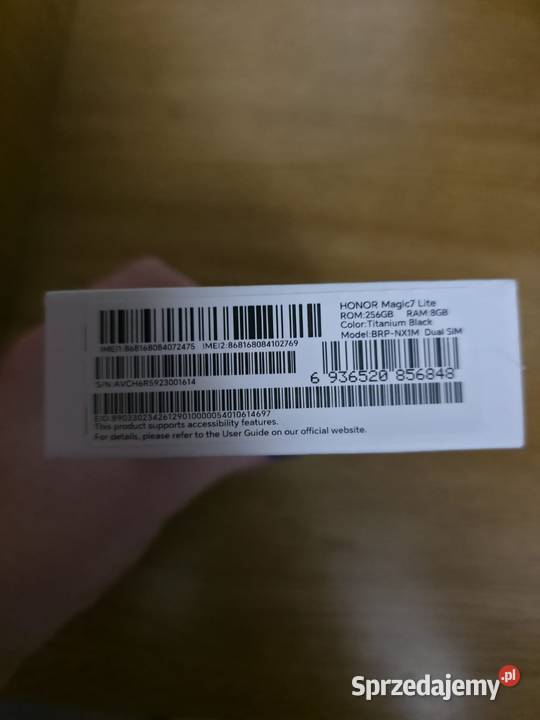 HONOR Magic7 Lite
ROM:256GB RAM:8GB
Color:Titanium Black
Model:BRP-NX1M Dual SIM
IMEI1:868168084072475 IMEI2:868168084102769
S/N:AVCH6R5923001614
6 936520 856848
EID:89033023426129010000054010614697
This product supports accessibility features.
For details, please refer to the User Guide on our official website.
Sprzedajemy.pl